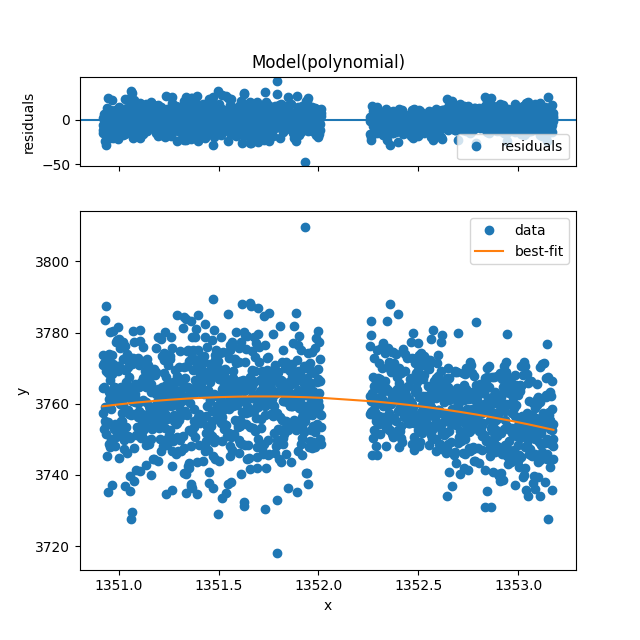 Model(polynomial)
residuals
0
−50
residuals
y
3800
3780
3760
3740
3720
data
best-fit
1351.0 1351.5 1352.0 1352.5 1353.0
x